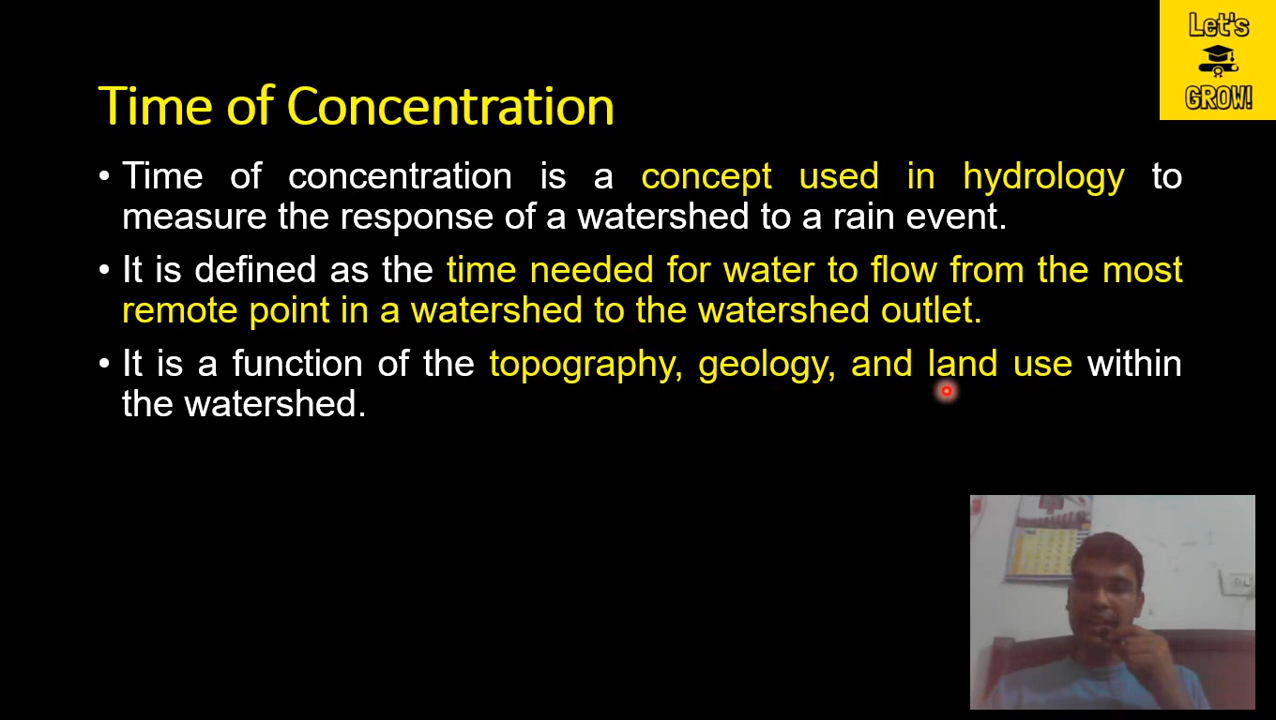 Let's
GROW!
Time of Concentration
• Time of concentration is a concept used in hydrology to
measure the response of a watershed to a rain event.
• It is defined as the time needed for water to flow from the most
remote point in a watershed to the watershed outlet.
• It is a function of the topography, geology, and land use within
the watershed.